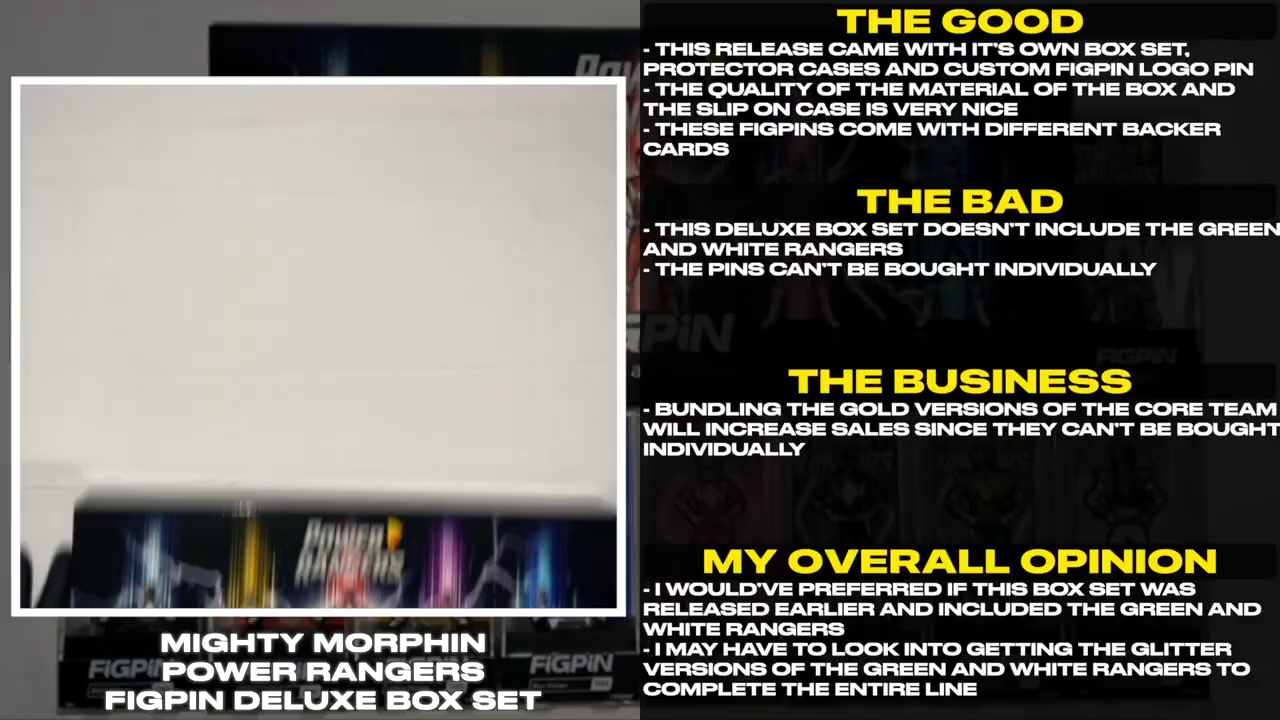 POWER
RANGERS
MIGHTY MORPHIN
POWER RANGERS
FIGPIN DELUXE BOX SET
FiGPiN
FiGPiN
THE GOOD
- THIS RELEASE CAME WITH IT'S OWN BOX SET,
PROTECTOR CASES AND CUSTOM FIGPIN LOGO PIN
- THE QUALITY OF THE MATERIAL OF THE BOX AND
THE SLIP ON CASE IS VERY NICE
- THESE FIGPINS COME WITH DIFFERENT BACKER
CARDS
THE BAD
- THIS DELUXE BOX SET DOESN'T INCLUDE THE GREEN
AND WHITE RANGERS
- THE PINS CAN'T BE BOUGHT INDIVIDUALLY
FiGPiN
FiGPiN
THE BUSINESS
- BUNDLING THE GOLD VERSIONS OF THE CORE TEAM
WILL INCREASE SALES SINCE THEY CAN'T BE BOUGHT
INDIVIDUALLY
MY OVERALL OPINION
- I WOULD'VE PREFERRED IF THIS BOX SET WAS
RELEASED EARLIER AND INCLUDED THE GREEN AND
WHITE RANGERS
- I MAY HAVE TO LOOK INTO GETTING THE GLITTER
VERSIONS OF THE GREEN AND WHITE RANGERS TO
COMPLETE THE ENTIRE LINE